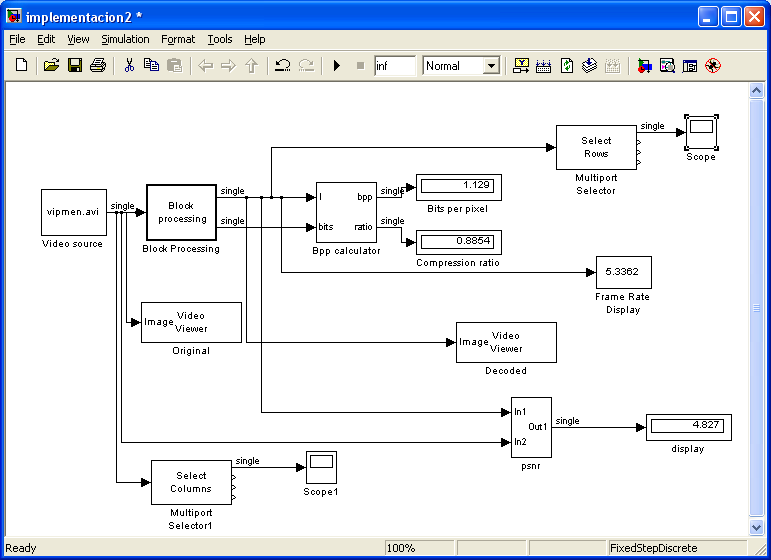 implementacion2 *
File Edit View Simulation Format Tools Help
inf Normal
single
Select
Rows
Multiport
Selector
Scope
vipmen.avi
Video source
single
Block
processing
Block Processing
single
single
I bpp
bits ratio
Bpp calculator
single
single
1.129
Bits per pixel
0.8854
Compression ratio
5.3362
Frame Rate
Display
Image Video
Viewer
Original
Image Video
Viewer
Decoded
In1
Out1
In2
psnr
single
4.827
display
Select
Columns
Multiport
Selector1
single
Scope1
Ready 100% FixedStepDiscrete